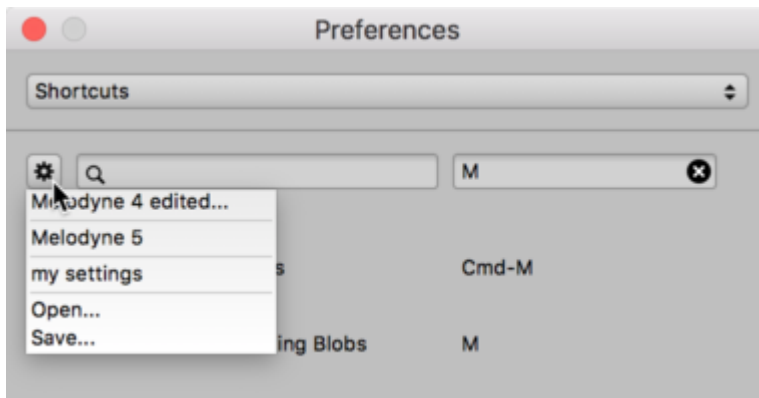 Preferences
Shortcuts
M
Melodyne 4 edited...
Melodyne 5
my settings
s Cmd-M
Open...
Save...
ing Blobs M